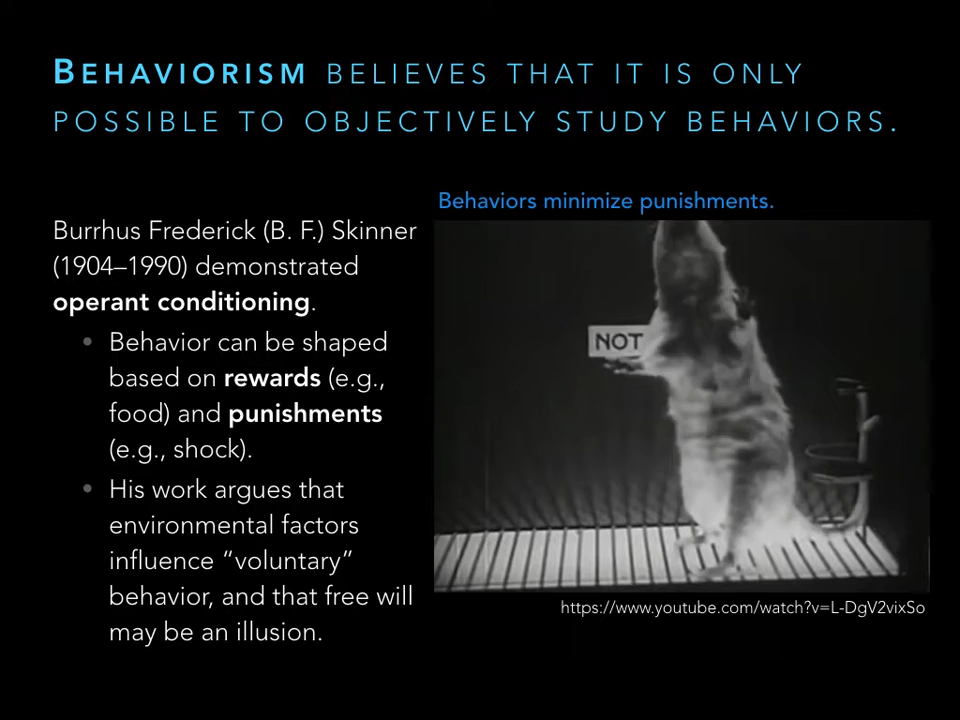 BEHAVIORISM BELIEVES THAT IT IS ONLY
POSSIBLE TO OBJECTIVELY STUDY BEHAVIORS.
Burrhus Frederick (B. F.) Skinner
(1904–1990) demonstrated
operant conditioning.
• Behavior can be shaped
based on rewards (e.g.,
food) and punishments
(e.g., shock).
• His work argues that
environmental factors
influence “voluntary”
behavior, and that free will
may be an illusion.
Behaviors minimize punishments.
NOT
https://www.youtube.com/watch?v=L-DgV2vixSo